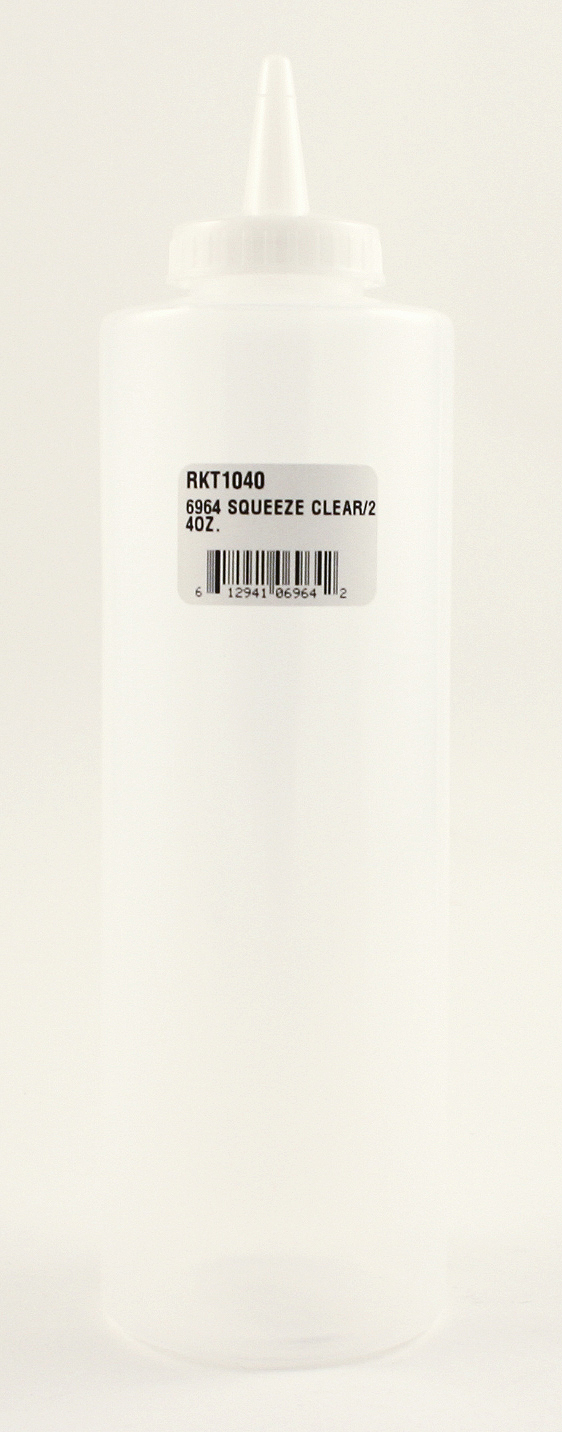 RKT1040
6964 SQUEEZE CLEAR/2
4OZ.
6 12941 06964 2